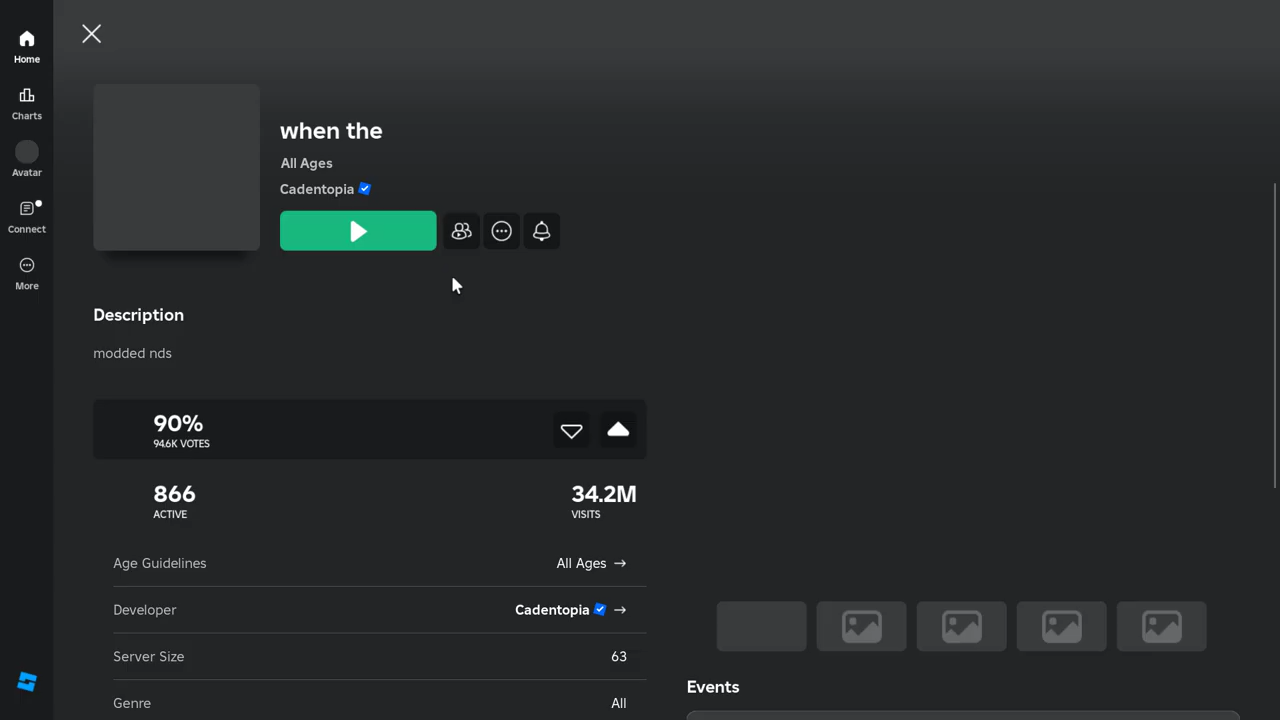 Home
Charts
Avatar
Connect
More
when the
All Ages
Cadentopia
Description
modded nds
90%
94.6K VOTES
866
ACTIVE
34.2M
VISITS
Age Guidelines
All Ages →
Developer
Cadentopia →
Server Size
63
Genre
All
Events